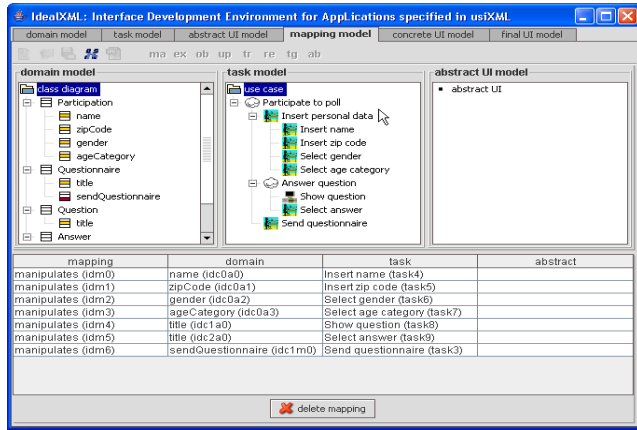 IdealXML: Interface Development Environment for AppLications specified in usiXML
domain model
task model
abstract UI model
mapping model
concrete UI model
final UI model
ma ex ob up tr re tg ab
domain model
class diagram
Participation
name
zipCode
gender
ageCategory
Questionnaire
title
sendQuestionnaire
Question
title
Answer
task model
use case
Participate to poll
Insert personal data
Insert name
Insert zip code
Select gender
Select age category
Answer question
Show question
Select answer
Send questionnaire
abstract UI model
abstract UI
mapping domain task abstract
manipulates (idm0) name (idc0a0) Insert name (task4)
manipulates (idm1) zipCode (idc0a1) Insert zip code (task5)
manipulates (idm2) gender (idc0a2) Select gender (task6)
manipulates (idm3) ageCategory (idc0a3) Select age category (task7)
manipulates (idm4) title (idc1a0) Show question (task8)
manipulates (idm5) title (idc2a0) Select answer (task9)
manipulates (idm6) sendQuestionnaire (idc1m0) Send questionnaire (task3)
delete mapping